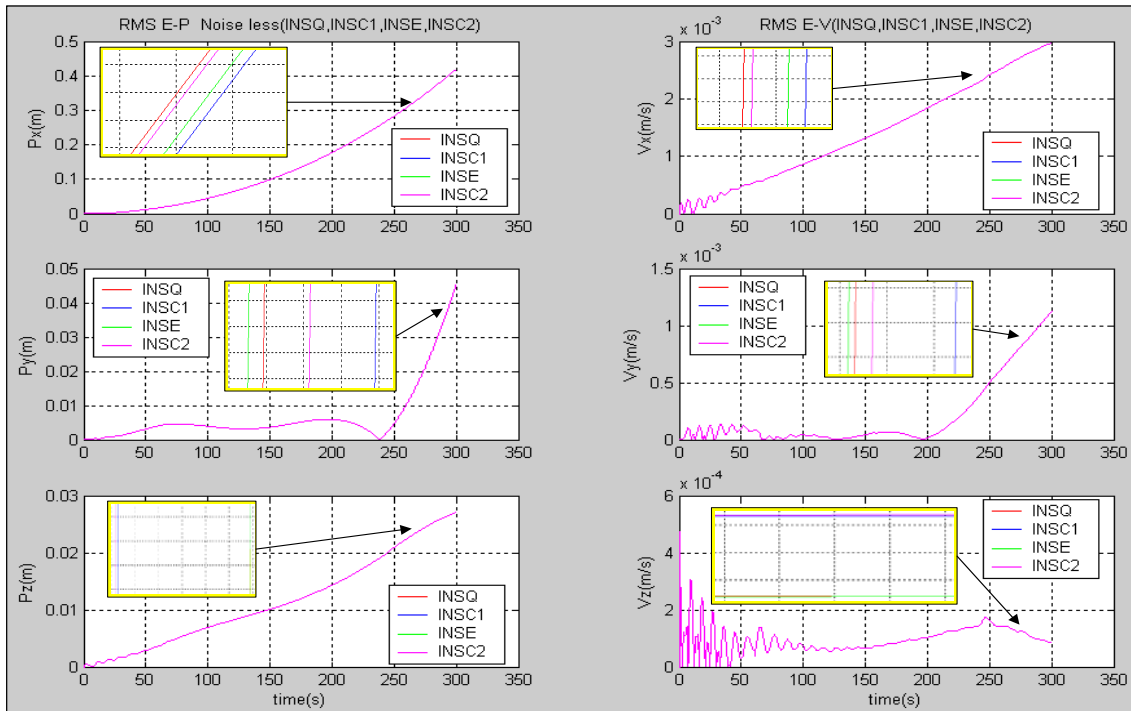 RMS E-P Noise less(INSQ,INSC1,INSE,INSC2)
0.5
0.4
0.3
0.2
0.1
0
Px(m)
INSQ
INSC1
INSE
INSC2
0 50 100 150 200 250 300 350
RMS E-V(INSQ,INSC1,INSE,INSC2)
x 10^-3
3
2
1
0
Vx(m/s)
INSQ
INSC1
INSE
INSC2
0 50 100 150 200 250 300 350
0.05
0.04
0.03
0.02
0.01
0
Py(m)
INSQ
INSC1
INSE
INSC2
0 50 100 150 200 250 300 350
x 10^-3
1.5
1
0.5
0
Vy(m/s)
INSQ
INSC1
INSE
INSC2
0 50 100 150 200 250 300 350
0.03
0.02
0.01
0
Pz(m)
INSQ
INSC1
INSE
INSC2
0 50 100 150 200 250 300 350
time(s)
x 10^-4
6
4
2
0
Vz(m/s)
INSQ
INSC1
INSE
INSC2
0 50 100 150 200 250 300 350
time(s)